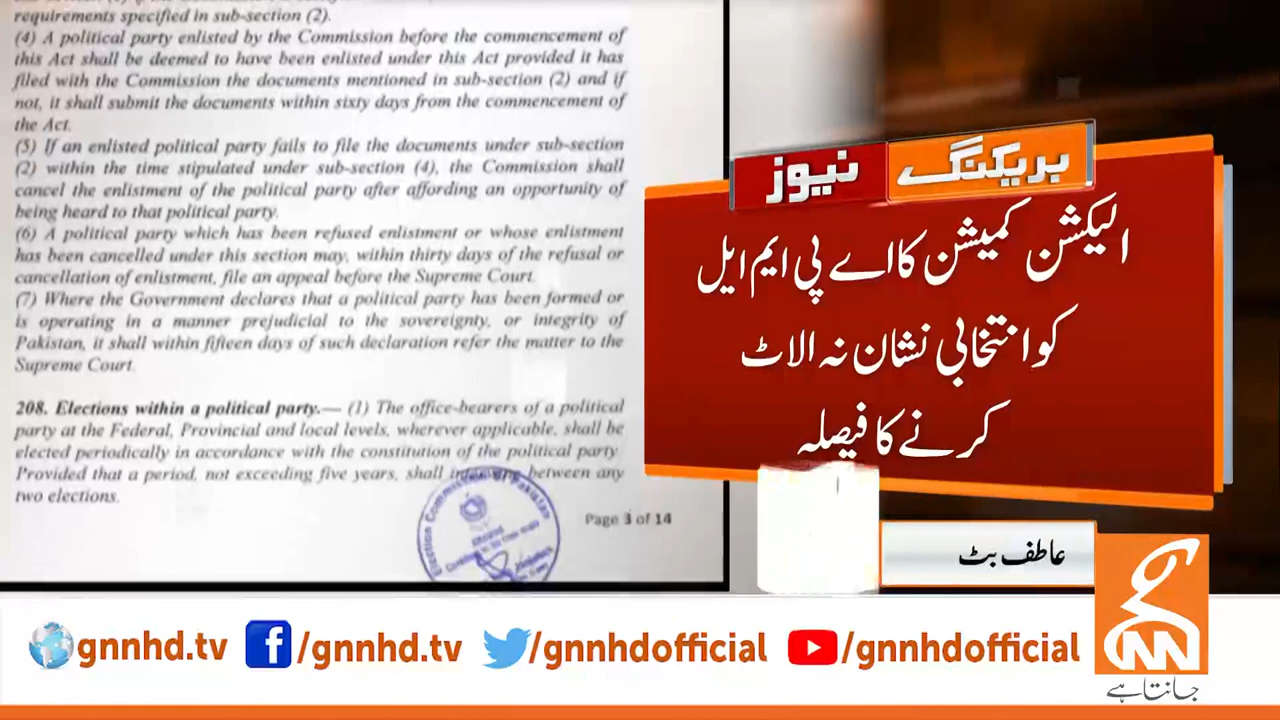 requirements specified in sub-section (2).
(4) A political party enlisted by the Commission before the commencement of
this Act shall be deemed to have been enlisted under this Act provided it has
filed with the Commission the documents mentioned in sub-section (2) and if
not, it shall submit the documents within sixty days from the commencement of
the Act.
(5) If an enlisted political party fails to file the documents under sub-section
(2) within the time stipulated under sub-section (4), the Commission shall
cancel the enlistment of the political party after affording an opportunity of
being heard to that political party.
(6) A political party which has been refused enlistment or whose enlistment
has been cancelled under this section may, within thirty days of the refusal or
cancellation of enlistment, file an appeal before the Supreme Court.
(7) Where the Government declares that a political party has been formed or
is operating in a manner prejudicial to the sovereignty, or integrity of
Pakistan, it shall within fifteen days of such declaration refer the matter to the
Supreme Court.
208. Elections within a political party.— (1) The office-bearers of a political
party at the Federal, Provincial and local levels, wherever applicable, shall be
elected periodically in accordance with the constitution of the political party.
Provided that a period, not exceeding five years, shall between any
two elections.
Page 3 of 14
Election Commission of Pakistan
بریکنگ نیوز
الیکشن کمیشن کا اے پی ایم ایل
کو انتخابی نشان نہ الاٹ
کرنے کا فیصلہ
عاطف بٹ
gnnhd.tv
/gnnhd.tv
/gnnhdofficial
/gnnhdofficial
GNN
جانتا ہے